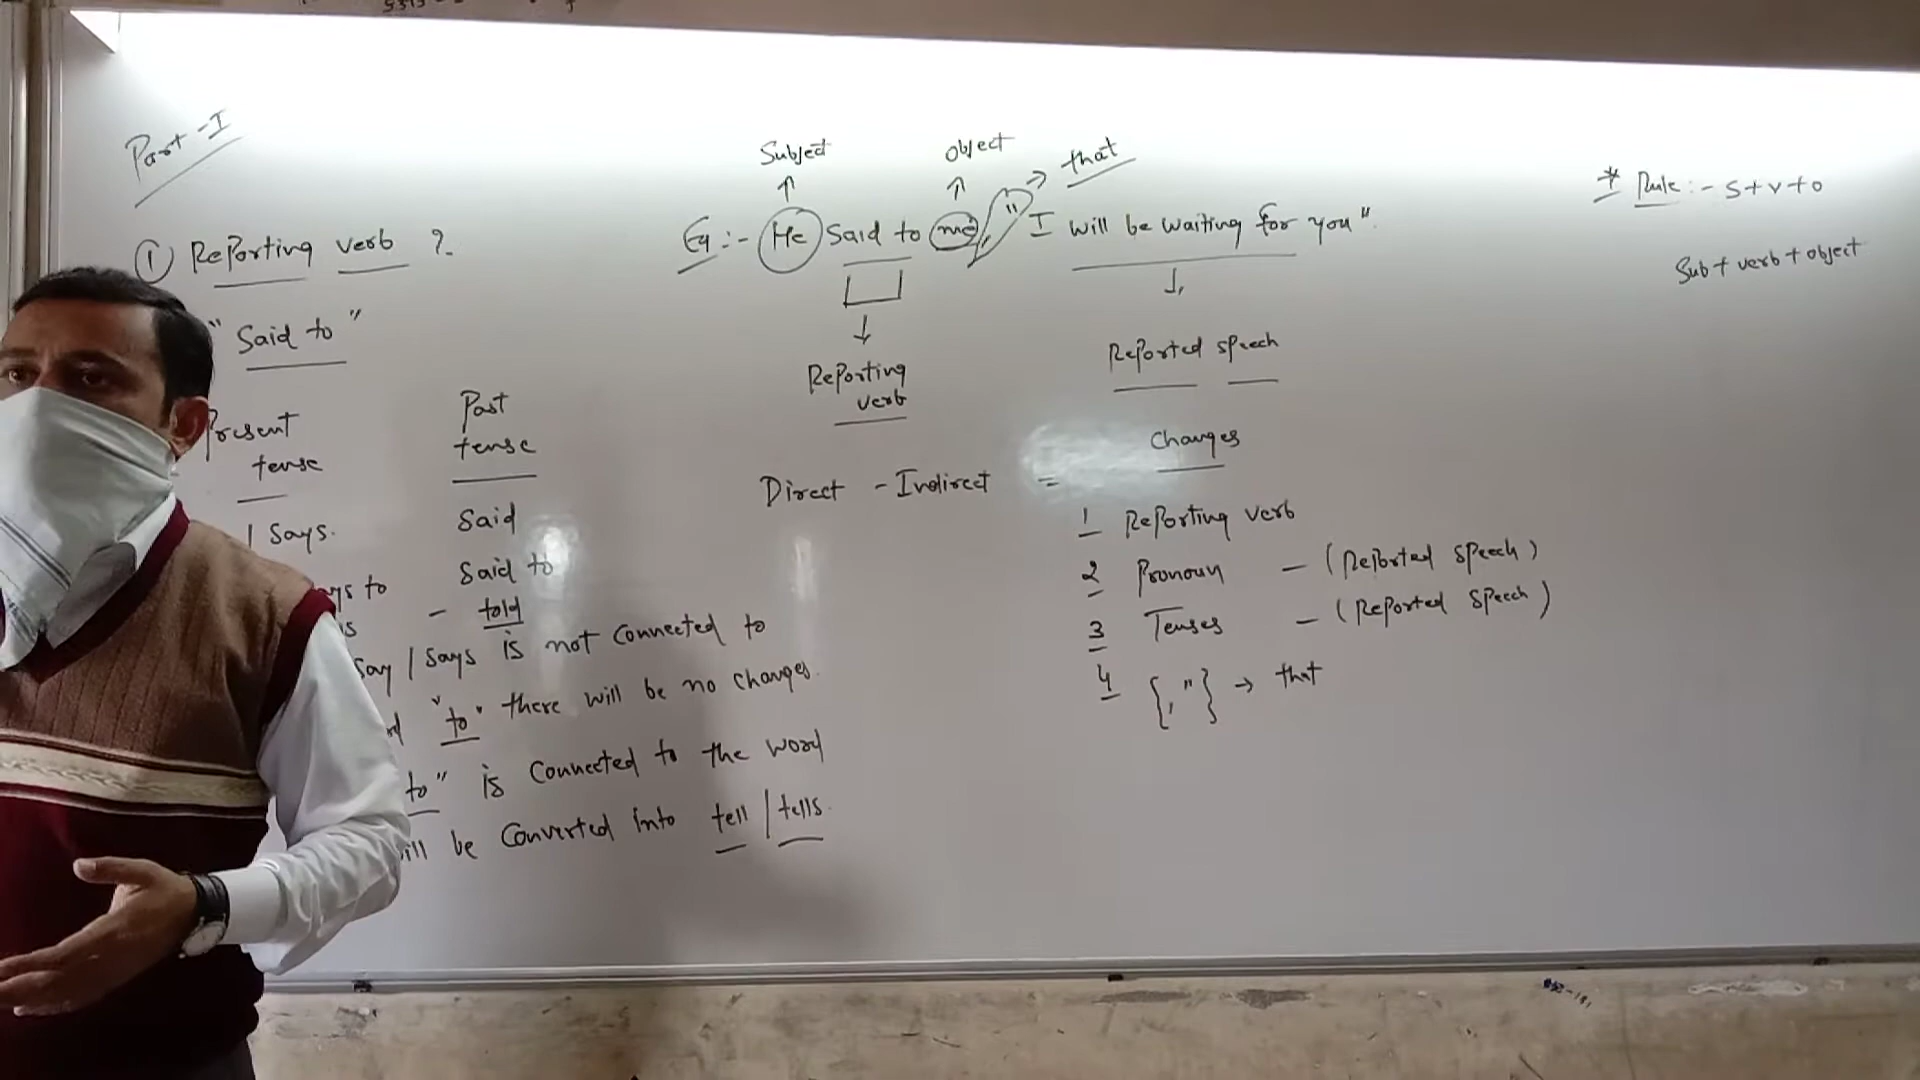 Part-I
① Reporting verb ?
"Said to"
Present
tense
Past
tense
/ Says.
Said
Said to
- told
Say / Says is not connected to
"to" there will be no changes.
to" is connected to the word
be converted into tell / tells.
Subject
object
that
Eg :- He Said to me, " I will be waiting for you".
Reporting
verb
Reported speech
Changes
Direct - Indirect =
1 Reporting verb
2 Pronoun - (Reported speech)
3 Tenses - (Reported speech)
4 {, "} → that
* Rule :- S+V+O
Sub + verb + object